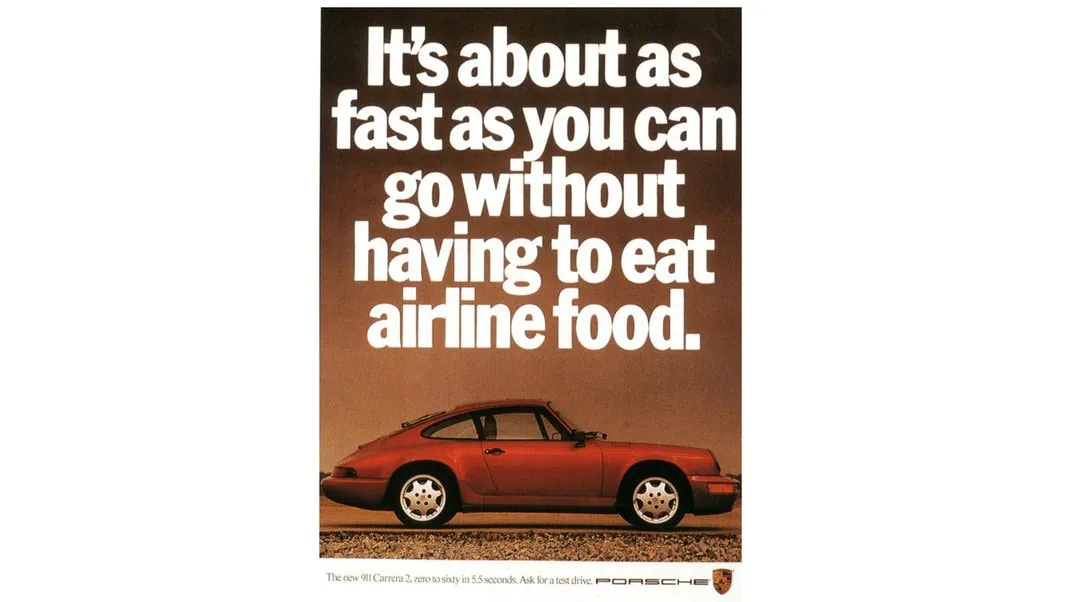 It's about as
fast as you can
go without
having to eat
airline food.
The new 911 Carrera 2, zero to sixty in 5.5 seconds. Ask for a test drive. PORSCHE